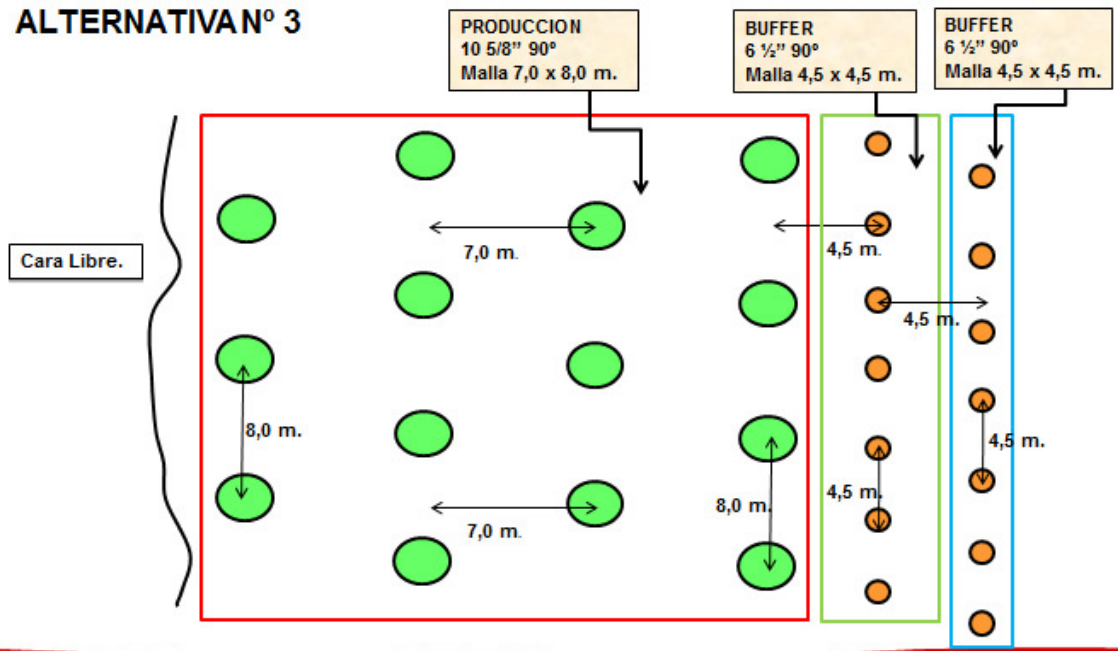 ALTERNATIVA Nº 3
PRODUCCION
10 5/8” 90º
Malla 7,0 x 8,0 m.
BUFFER
6 ½” 90º
Malla 4,5 x 4,5 m.
BUFFER
6 ½” 90º
Malla 4,5 x 4,5 m.
Cara Libre.
7,0 m.
4,5 m.
4,5 m.
8,0 m.
4,5 m.
4,5 m.
8,0 m.
7,0 m.